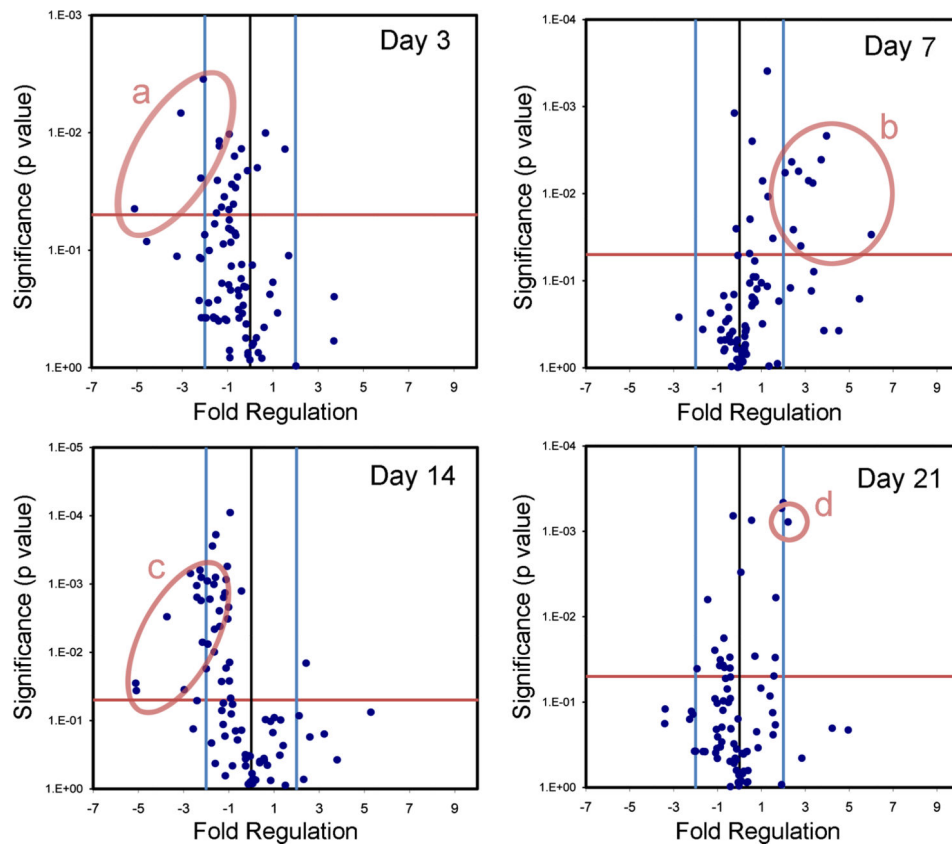 1.E-03
Day 3
a
1.E-02
Significance (p value)
1.E-01
1.E+00
-7 -5 -3 -1 1 3 5 7 9
Fold Regulation
1.E-04
Day 7
1.E-03
b
1.E-02
Significance (p value)
1.E-01
1.E+00
-7 -5 -3 -1 1 3 5 7 9
Fold Regulation
1.E-05
Day 14
1.E-04
c
1.E-03
Significance (p value)
1.E-02
1.E-01
1.E+00
-7 -5 -3 -1 1 3 5 7 9
Fold Regulation
1.E-04
Day 21
d
1.E-03
Significance (p value)
1.E-02
1.E-01
1.E+00
-7 -5 -3 -1 1 3 5 7 9
Fold Regulation